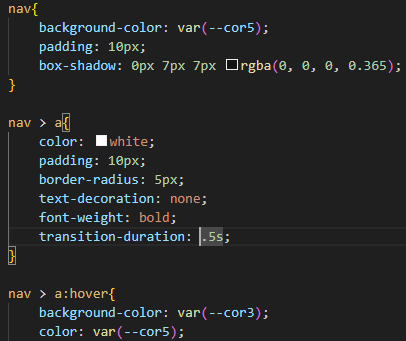 nav{
background-color: var(--cor5);
padding: 10px;
box-shadow: 0px 7px 7px rgba(0, 0, 0, 0.365);
}
nav > a{
color: white;
padding: 10px;
border-radius: 5px;
text-decoration: none;
font-weight: bold;
transition-duration: .5s;
}
nav > a:hover{
background-color: var(--cor3);
color: var(--cor5);